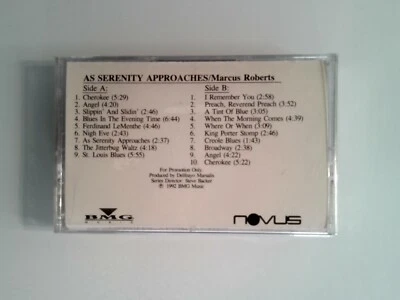 AS SERENITY APPROACHES/Marcus Roberts
Side A:
1. Cherokee (5:29)
2. Angel (4:20)
3. Slippin' And Slidin' (2:46)
4. Blues In The Evening Time (6:44)
5. Ferdinand LeMenthe (4:46)
6. Nigh Eve (2:43)
7. As Serenity Approaches (2:37)
8. The Jitterbug Waltz (4:18)
9. St. Louis Blues (5:55)
Side B:
1. I Remember You (2:58)
2. Preach, Reverend Preach (3:52)
3. A Tint Of Blue (3:05)
4. When The Morning Comes (4:39)
5. Where Or When (3:09)
6. King Porter Stomp (2:46)
7. Creole Blues (1:43)
8. Broadway (2:38)
9. Angel (4:22)
10. Cherokee (5:22)
For Promotion Only.
Produced by Delfeayo Marsalis
Series Director: Steve Backer
℗ 1992 BMG Music
BMG
MUSIC
NOVUS